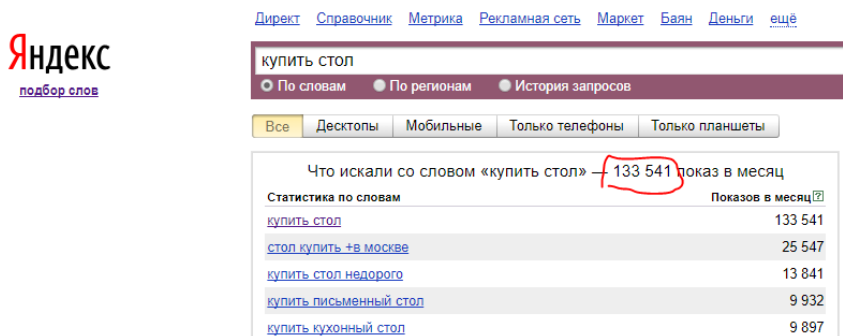 Директ Справочник Метрика Рекламная сеть Маркет Баян Деньги ещё
Яндекс
подбор слов
купить стол
По словам По регионам История запросов
Все Десктопы Мобильные Только телефоны Только планшеты
Что искали со словом «купить стол» — 133 541 показ в месяц
Статистика по словам Показов в месяц ?
купить стол 133 541
стол купить +в москве 25 547
купить стол недорого 13 841
купить письменный стол 9 932
купить кухонный стол 9 897